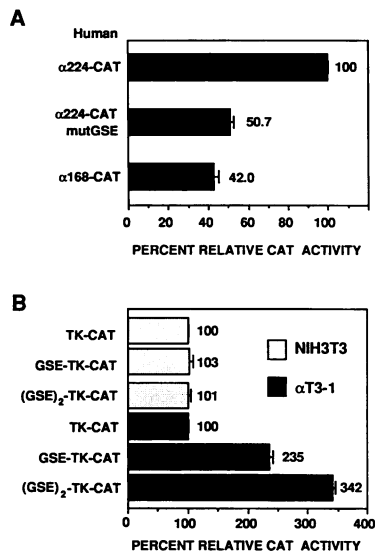 A
Human
α224-CAT 100
α224-CAT
mutGSE 50.7
α168-CAT 42.0
0 20 40 60 80 100
PERCENT RELATIVE CAT ACTIVITY
B
TK-CAT 100
GSE-TK-CAT 103
(GSE)2-TK-CAT 101
TK-CAT 100
GSE-TK-CAT 235
(GSE)2-TK-CAT 342
NIH3T3
αT3-1
0 100 200 300 400
PERCENT RELATIVE CAT ACTIVITY